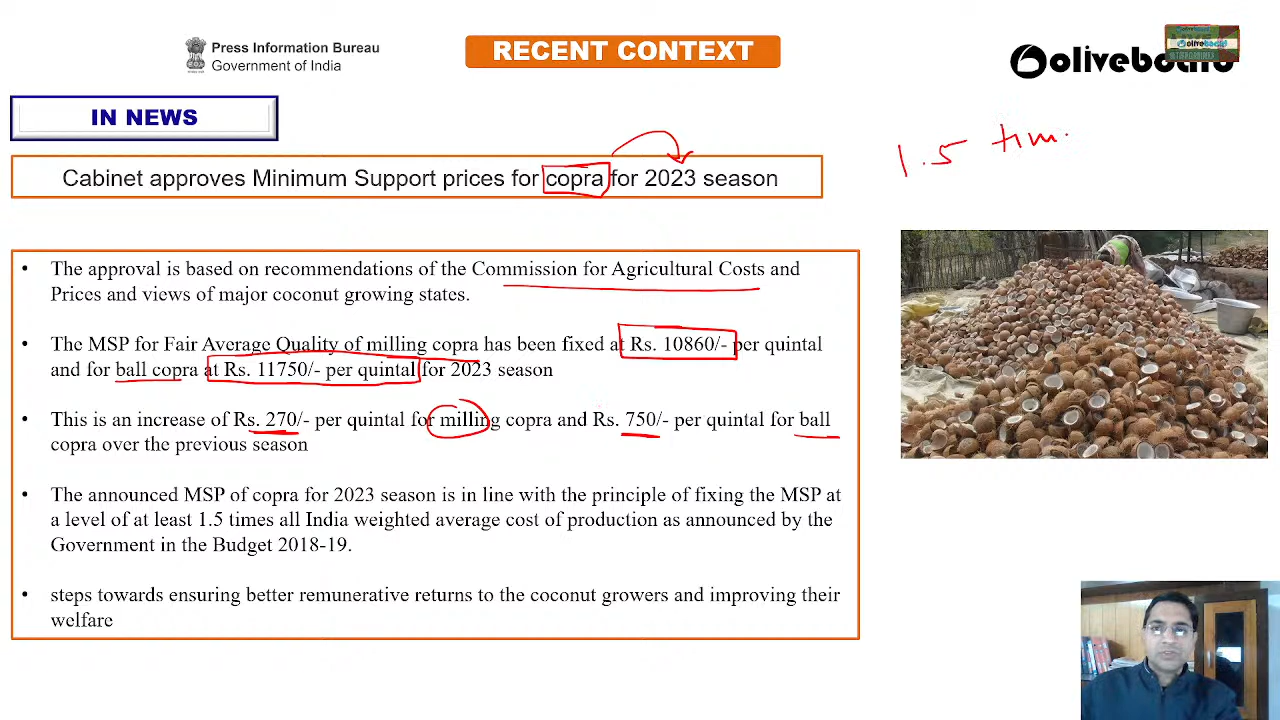 Press Information Bureau
Government of India
RECENT CONTEXT
oliveboard
IN NEWS
1.5 tim.
Cabinet approves Minimum Support prices for copra for 2023 season
• The approval is based on recommendations of the Commission for Agricultural Costs and
Prices and views of major coconut growing states.
• The MSP for Fair Average Quality of milling copra has been fixed at Rs. 10860/- per quintal
and for ball copra at Rs. 11750/- per quintal for 2023 season
• This is an increase of Rs. 270/- per quintal for milling copra and Rs. 750/- per quintal for ball
copra over the previous season
• The announced MSP of copra for 2023 season is in line with the principle of fixing the MSP at
a level of at least 1.5 times all India weighted average cost of production as announced by the
Government in the Budget 2018-19.
• steps towards ensuring better remunerative returns to the coconut growers and improving their
welfare